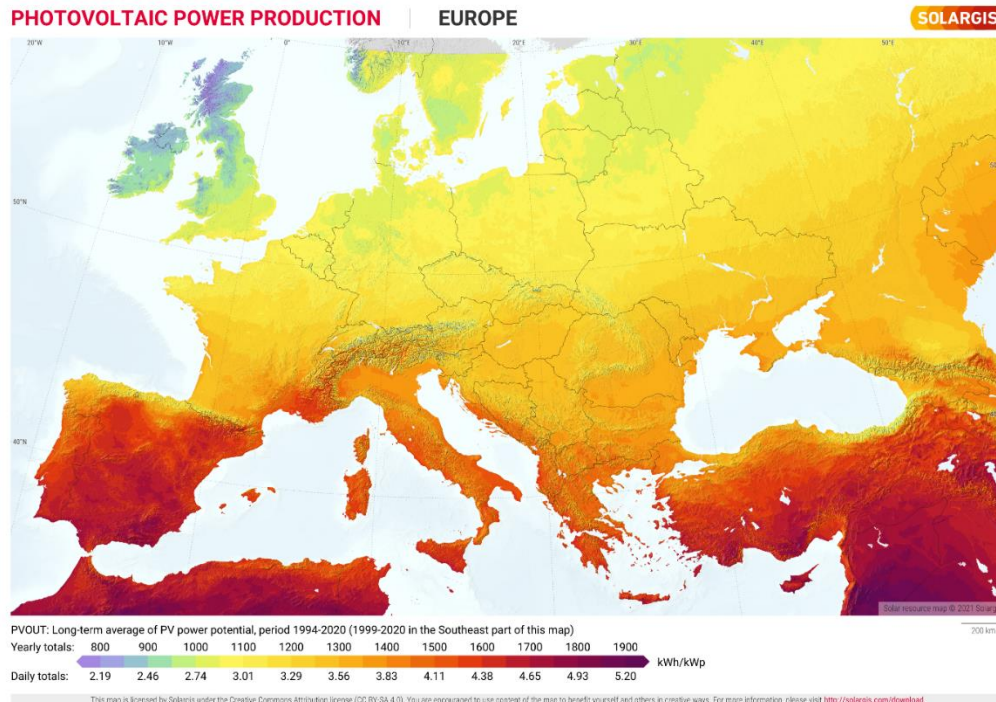 PHOTOVOLTAIC POWER PRODUCTION | EUROPE
SOLARGIS
20°W 10°W 0° 10°E 20°E 30°E 40°E 50°E
50°N
40°N
Solar resource map © 2021 Solargis
200 km
PVOUT: Long-term average of PV power potential, period 1994-2020 (1999-2020 in the Southeast part of this map)
Yearly totals: 800 900 1000 1100 1200 1300 1400 1500 1600 1700 1800 1900 kWh/kWp
Daily totals: 2.19 2.46 2.74 3.01 3.29 3.56 3.83 4.11 4.38 4.65 4.93 5.20
This map is licensed by Solargis under the Creative Commons Attribution license (CC BY-SA 4.0). You are encouraged to use content of the map to benefit yourself and others in creative ways. For more information, please visit http://solargis.com/download